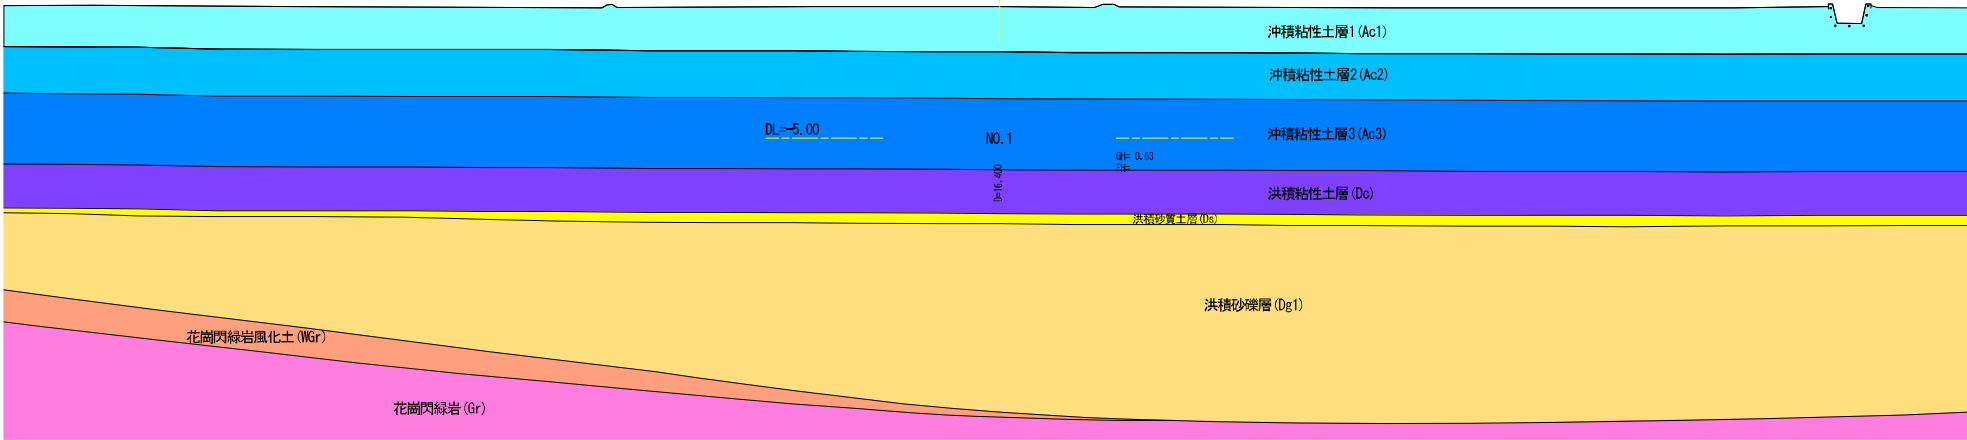 沖積粘性土層1(Ac1)
沖積粘性土層2(Ac2)
DL=-5.00
NO.1
沖積粘性土層3(Ac3)
GH= 0.63
FH=
D=16.400
洪積粘性土層(Dc)
洪積砂質土層(Ds)
洪積砂礫層(Dg1)
花崗閃緑岩風化土(WGr)
花崗閃緑岩(Gr)